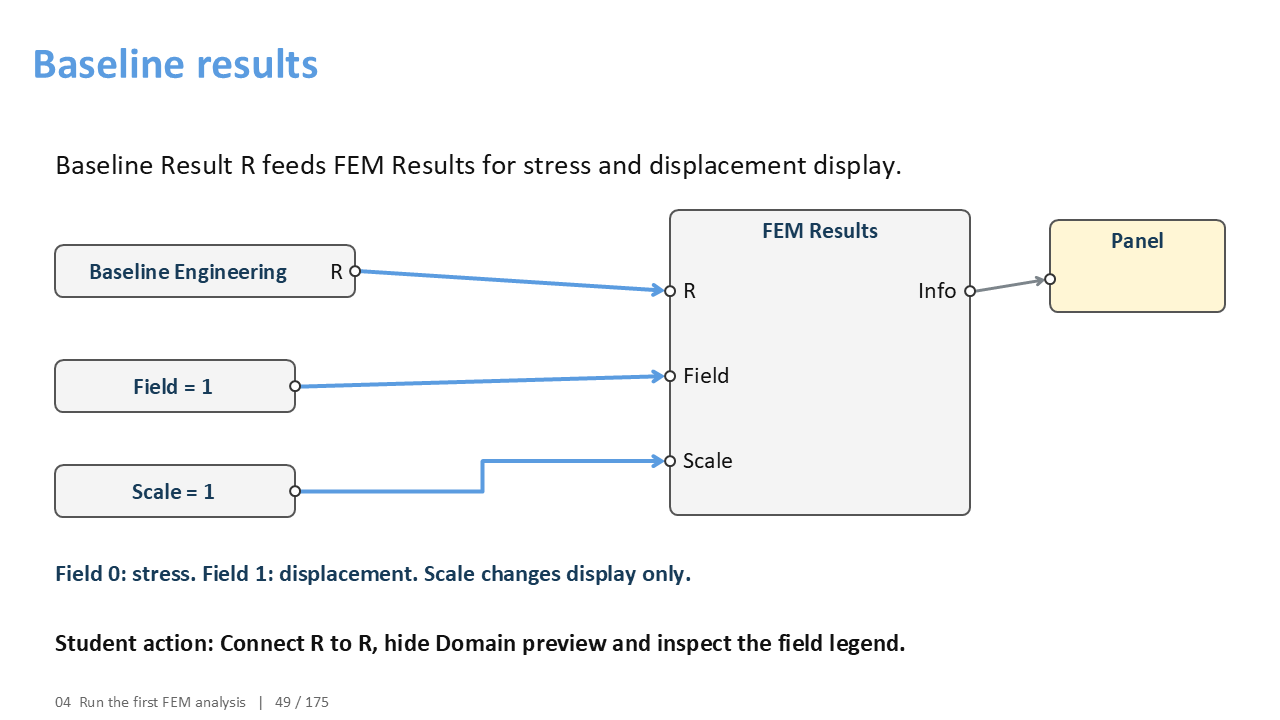 Baseline results
Baseline Result R feeds FEM Results for stress and displacement display.
FEM Results
Panel
Baseline Engineering R
R
Info
Field = 1
Field
Scale = 1
Scale
Field 0: stress. Field 1: displacement. Scale changes display only.
Student action: Connect R to R, hide Domain preview and inspect the field legend.
04 Run the first FEM analysis | 49 / 175